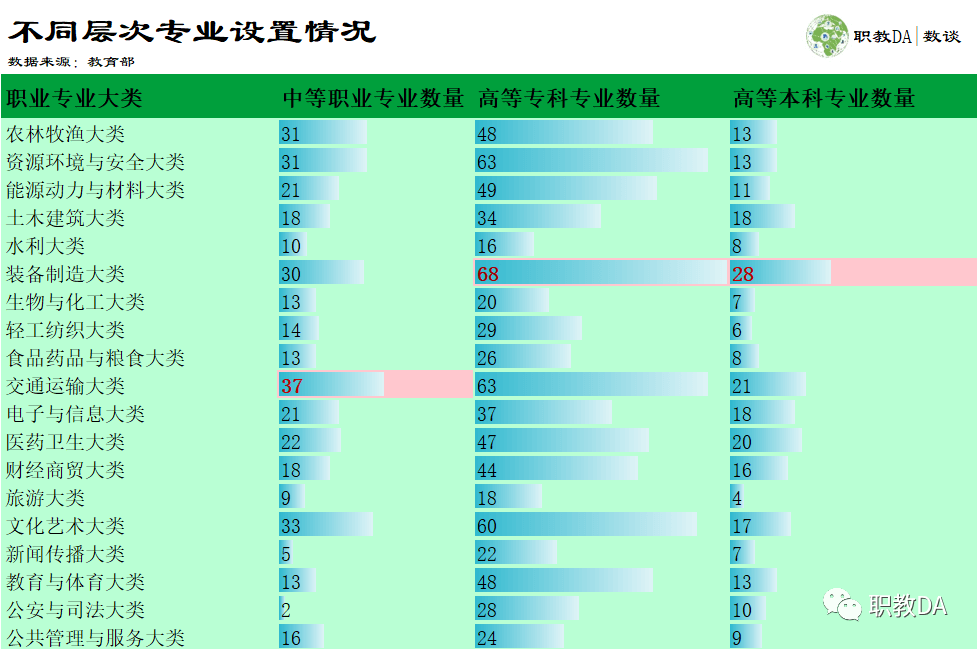 不同层次专业设置情况
职教DA|数谈
数据来源：教育部
职业专业大类 中等职业专业数量 高等专科专业数量 高等本科专业数量
农林牧渔大类 31 48 13
资源环境与安全大类 31 63 13
能源动力与材料大类 21 49 11
土木建筑大类 18 34 18
水利大类 10 16 8
装备制造大类 30 68 28
生物与化工大类 13 20 7
轻工纺织大类 14 29 6
食品药品与粮食大类 13 26 8
交通运输大类 37 63 21
电子与信息大类 21 37 18
医药卫生大类 22 47 20
财经商贸大类 18 44 16
旅游大类 9 18 4
文化艺术大类 33 60 17
新闻传播大类 5 22 7
教育与体育大类 13 48 13
公安与司法大类 2 28 10
职教DA
公共管理与服务大类 16 24 9